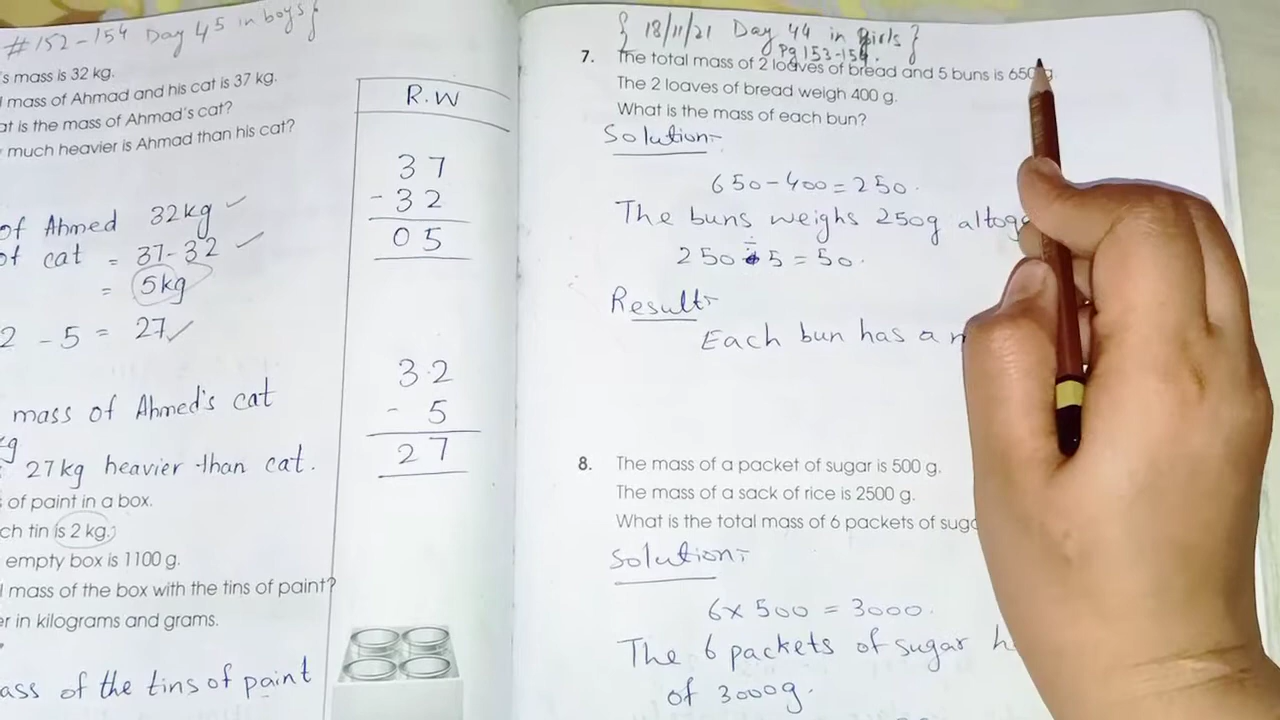 #152-154 Day 45 in boys}
's mass is 32 kg.
mass of Ahmad and his cat is 37 kg.
at is the mass of Ahmad's cat?
much heavier is Ahmad than his cat?
of Ahmed 32kg
of cat = 37-32
= 5kg
2 - 5 = 27
mass of Ahmed's cat
27kg heavier than cat.
of paint in a box.
ch tin is 2 kg.
empty box is 1100 g.
mass of the box with the tins of paint?
er in kilograms and grams.
ass of the tins of paint
R.W
37
- 32
05
32
- 5
27
{ 18/11/21 Day 44 in girls }
Pg 153-154.
7. The total mass of 2 loaves of bread and 5 buns is 650 g.
The 2 loaves of bread weigh 400 g.
What is the mass of each bun?
Solution:-
650-400=250.
The buns weighs 250g altog
250 ÷ 5 = 50.
Result:-
Each bun has a
8. The mass of a packet of sugar is 500 g.
The mass of a sack of rice is 2500 g.
What is the total mass of 6 packets of suga
Solution:-
6x 500 = 3000.
The 6 packets of sugar h
of 3000g.